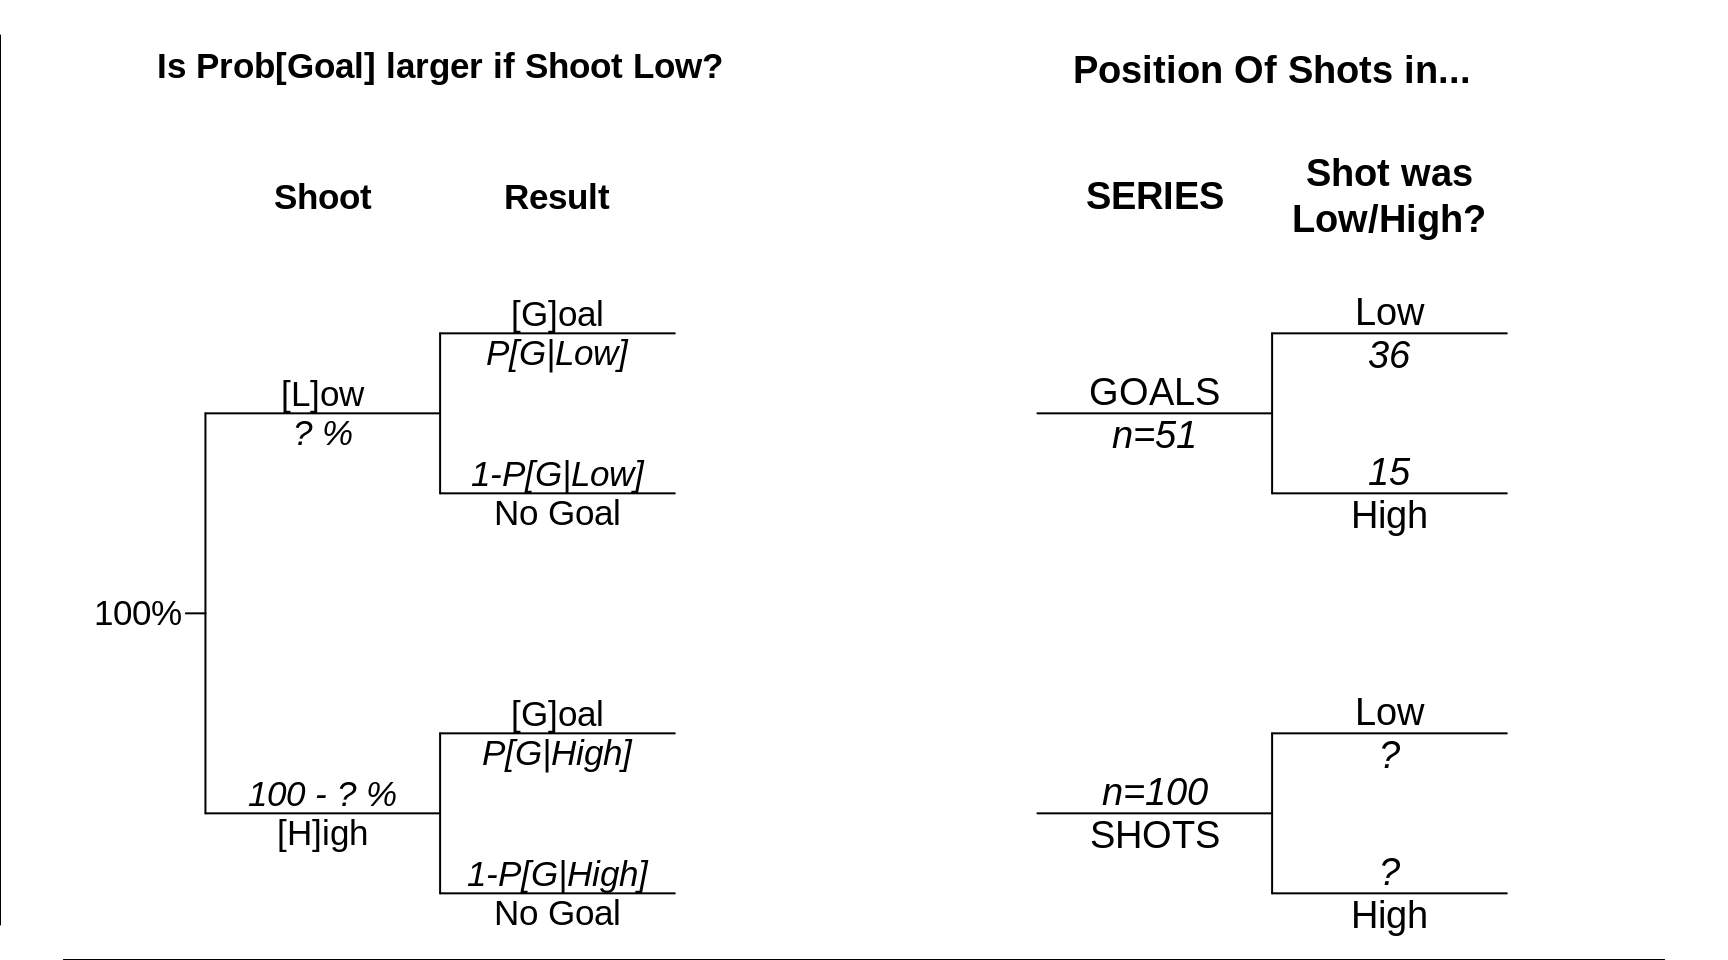 Is Prob[Goal] larger if Shoot Low?
Shoot
Result
[G]oal
P[G|Low]
[L]ow
? %
1-P[G|Low]
No Goal
100%
[G]oal
P[G|High]
100 - ? %
[H]igh
1-P[G|High]
No Goal
Position Of Shots in...
SERIES
Shot was
Low/High?
Low
36
GOALS
n=51
15
High
Low
?
n=100
SHOTS
?
High